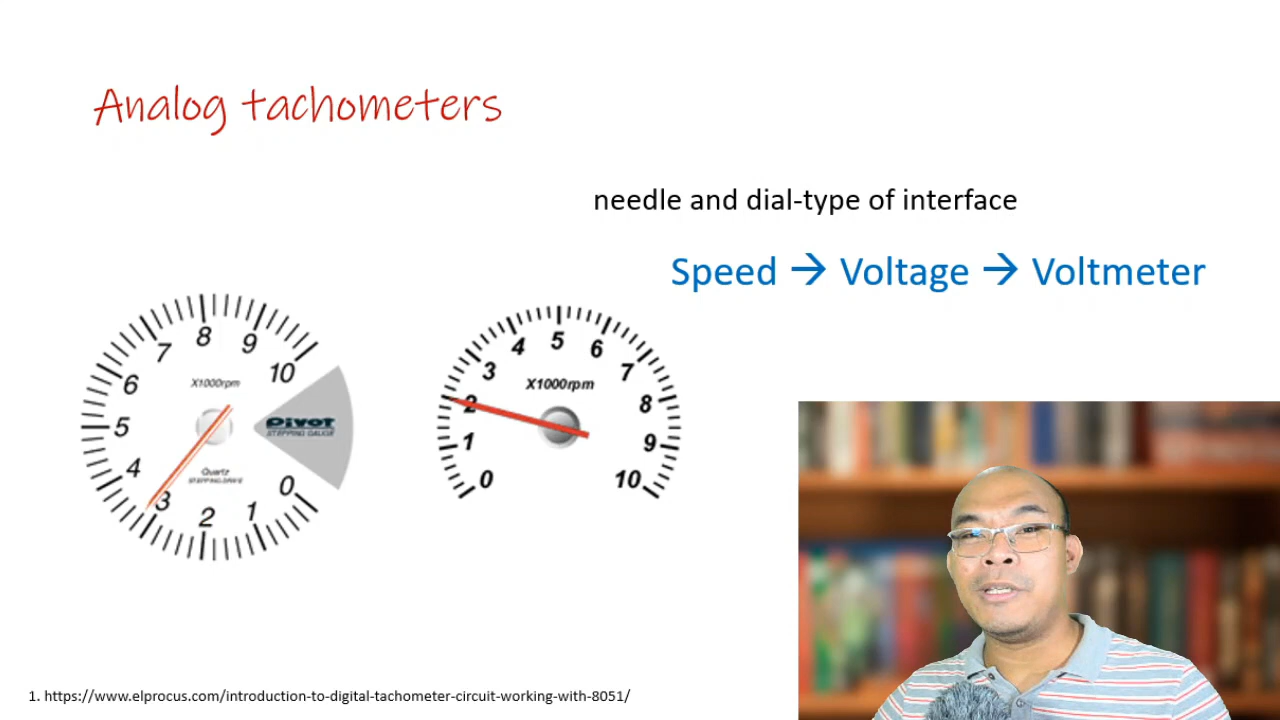 Analog tachometers
needle and dial-type of interface
Speed → Voltage → Voltmeter
0
1
2
3
4
5
6
7
8
9
10
X1000rpm
Pivot
STEPPING GAUGE
Quartz
0
1
2
3
4
5
6
7
8
9
10
X1000rpm
1. https://www.elprocus.com/introduction-to-digital-tachometer-circuit-working-with-8051/